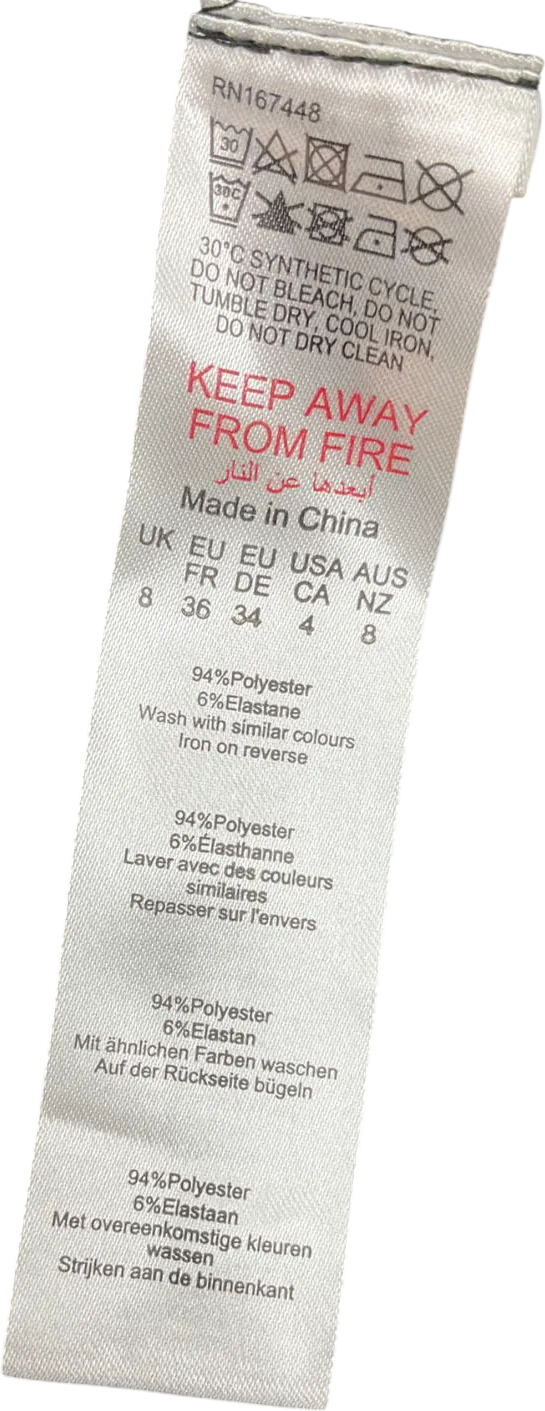 RN167448
30
30C
30°C SYNTHETIC CYCLE,
DO NOT BLEACH, DO NOT
TUMBLE DRY, COOL IRON,
DO NOT DRY CLEAN
KEEP AWAY
FROM FIRE
أبعدها عن النار
Made in China
UK EU EU USA AUS
FR DE CA NZ
8 36 34 4 8
94%Polyester
6%Elastane
Wash with similar colours
Iron on reverse
94%Polyester
6%Élasthanne
Laver avec des couleurs
similaires
Repasser sur l'envers
94%Polyester
6%Elastan
Mit ähnlichen Farben waschen
Auf der Rückseite bügeln
94%Polyester
6%Elastaan
Met overeenkomstige kleuren
wassen
Strijken aan de binnenkant